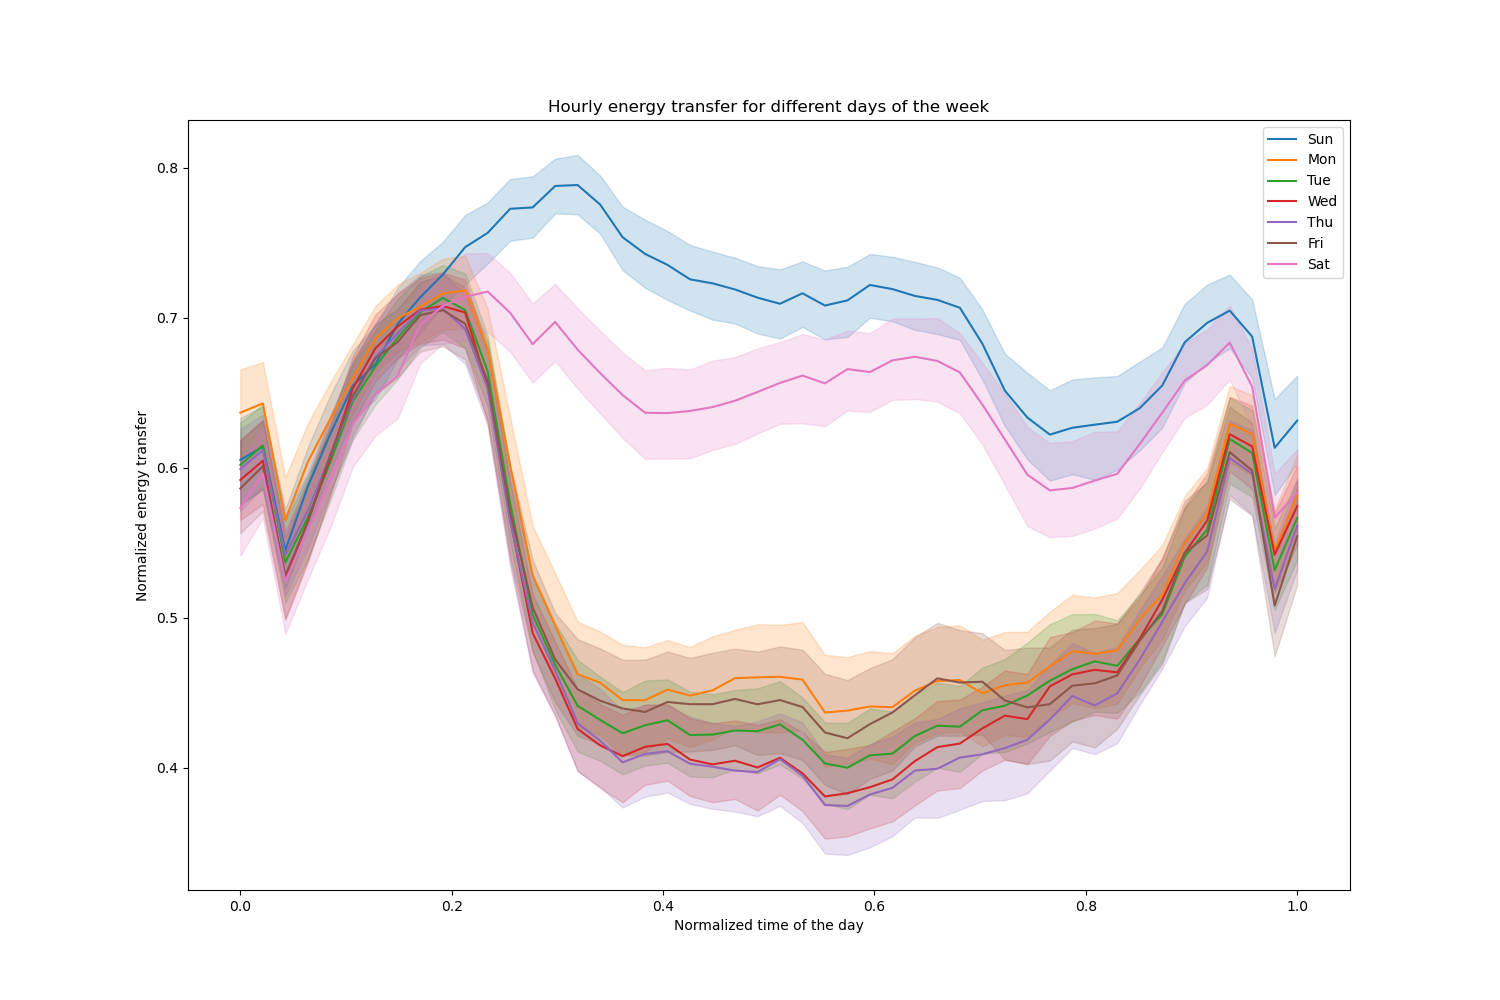 Hourly energy transfer for different days of the week
Sun
Mon
Tue
Wed
Thu
Fri
Sat
0.8
0.7
0.6
0.5
0.4
Normalized energy transfer
0.0 0.2 0.4 0.6 0.8 1.0
Normalized time of the day